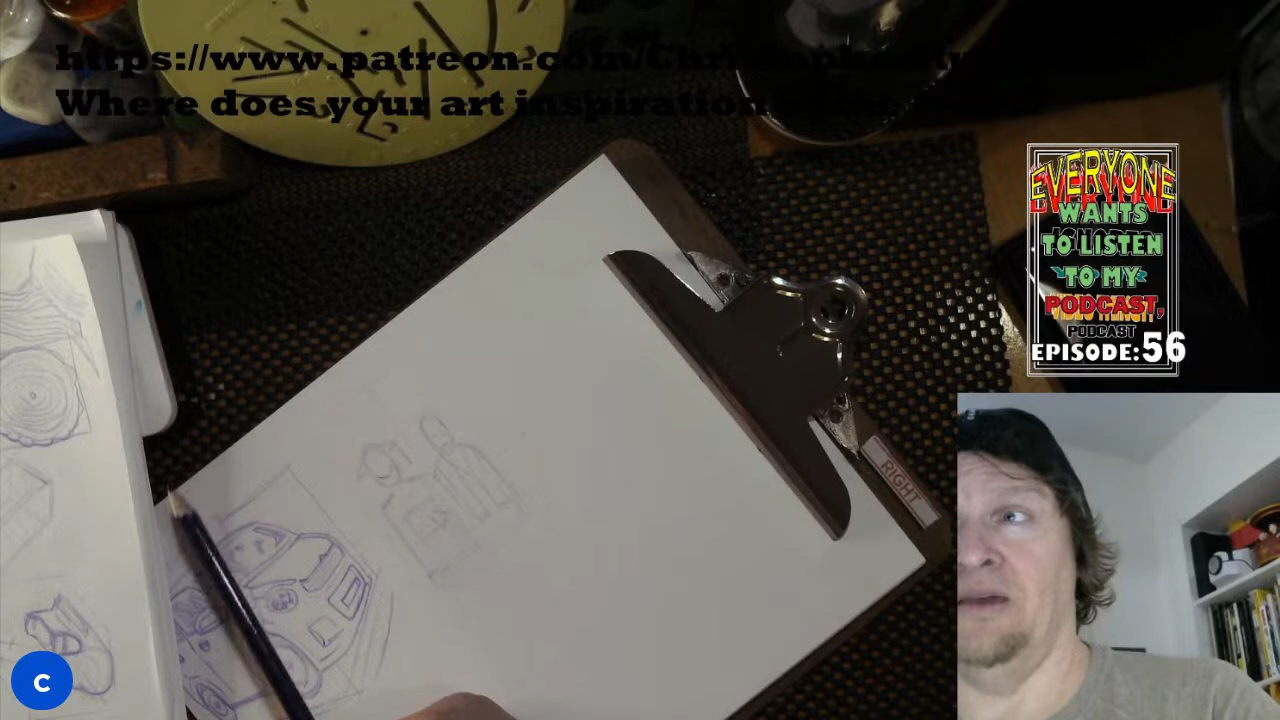 https://www.patreon.com/
Where does your art inspiration
EVERYONE
WANTS
TO LISTEN
TO MY
PODCAST,
PODCAST
EPISODE:56
RIGHT
C